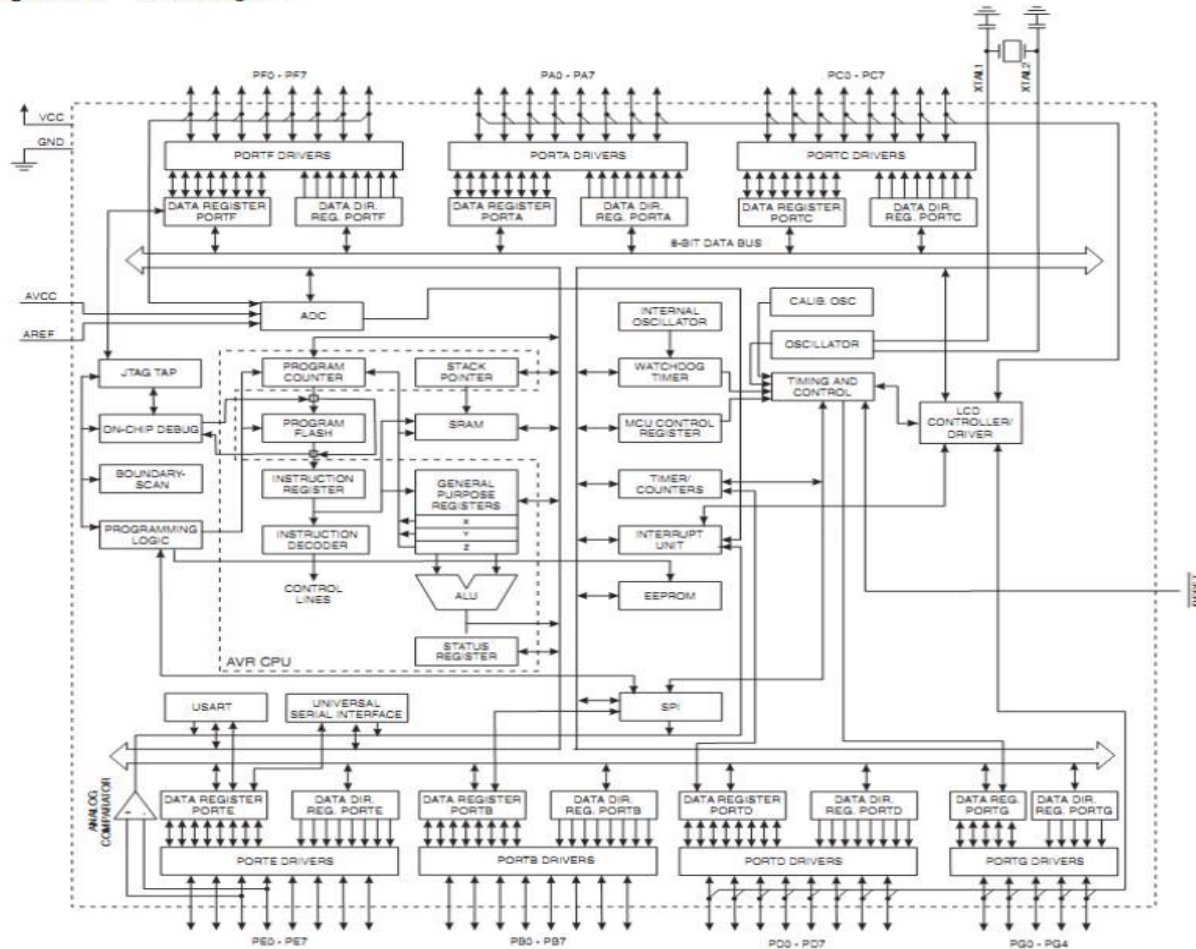 XTAL1
XTAL2
PF0 - PF7
PA0 - PA7
PC0 - PC7
VCC
GND
PORTF DRIVERS
PORTA DRIVERS
PORTC DRIVERS
DATA REGISTER
PORTF
DATA DIR.
REG. PORTF
DATA REGISTER
PORTA
DATA DIR.
REG. PORTA
DATA REGISTER
PORTC
DATA DIR.
REG. PORTC
8-BIT DATA BUS
AVCC
AREF
ADC
INTERNAL
OSCILLATOR
CALIB. OSC
OSCILLATOR
JTAG TAP
PROGRAM
COUNTER
STACK
POINTER
WATCHDOG
TIMER
TIMING AND
CONTROL
ON-CHIP DEBUG
PROGRAM
FLASH
SRAM
MCU CONTROL
REGISTER
LCD
CONTROLLER/
DRIVER
BOUNDARY-
SCAN
INSTRUCTION
REGISTER
GENERAL
PURPOSE
REGISTERS
X
Y
Z
TIMER/
COUNTERS
PROGRAMMING
LOGIC
INSTRUCTION
DECODER
INTERRUPT
UNIT
CONTROL
LINES
ALU
EEPROM
RESET
STATUS
REGISTER
AVR CPU
USART
UNIVERSAL
SERIAL INTERFACE
SPI
ANALOG
COMPARATOR
+
-
DATA REGISTER
PORTE
DATA DIR.
REG. PORTE
DATA REGISTER
PORTB
DATA DIR.
REG. PORTB
DATA REGISTER
PORTD
DATA DIR.
REG. PORTD
DATA REG.
PORTG
DATA DIR.
REG. PORTG
PORTE DRIVERS
PORTB DRIVERS
PORTD DRIVERS
PORTG DRIVERS
PE0 - PE7
PB0 - PB7
PD0 - PD7
PG0 - PG4